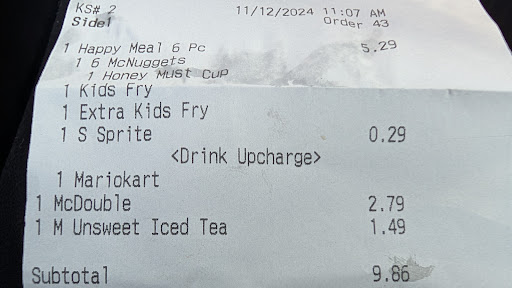 KS# 2 11/12/2024 11:07 AM
Side1 Order 43
1 Happy Meal 6 Pc 5.29
1 6 McNuggets
1 Honey Must Cup
1 Kids Fry
1 Extra Kids Fry
1 S Sprite 0.29
<Drink Upcharge>
1 Mariokart
1 McDouble 2.79
1 M Unsweet Iced Tea 1.49
Subtotal 9.86